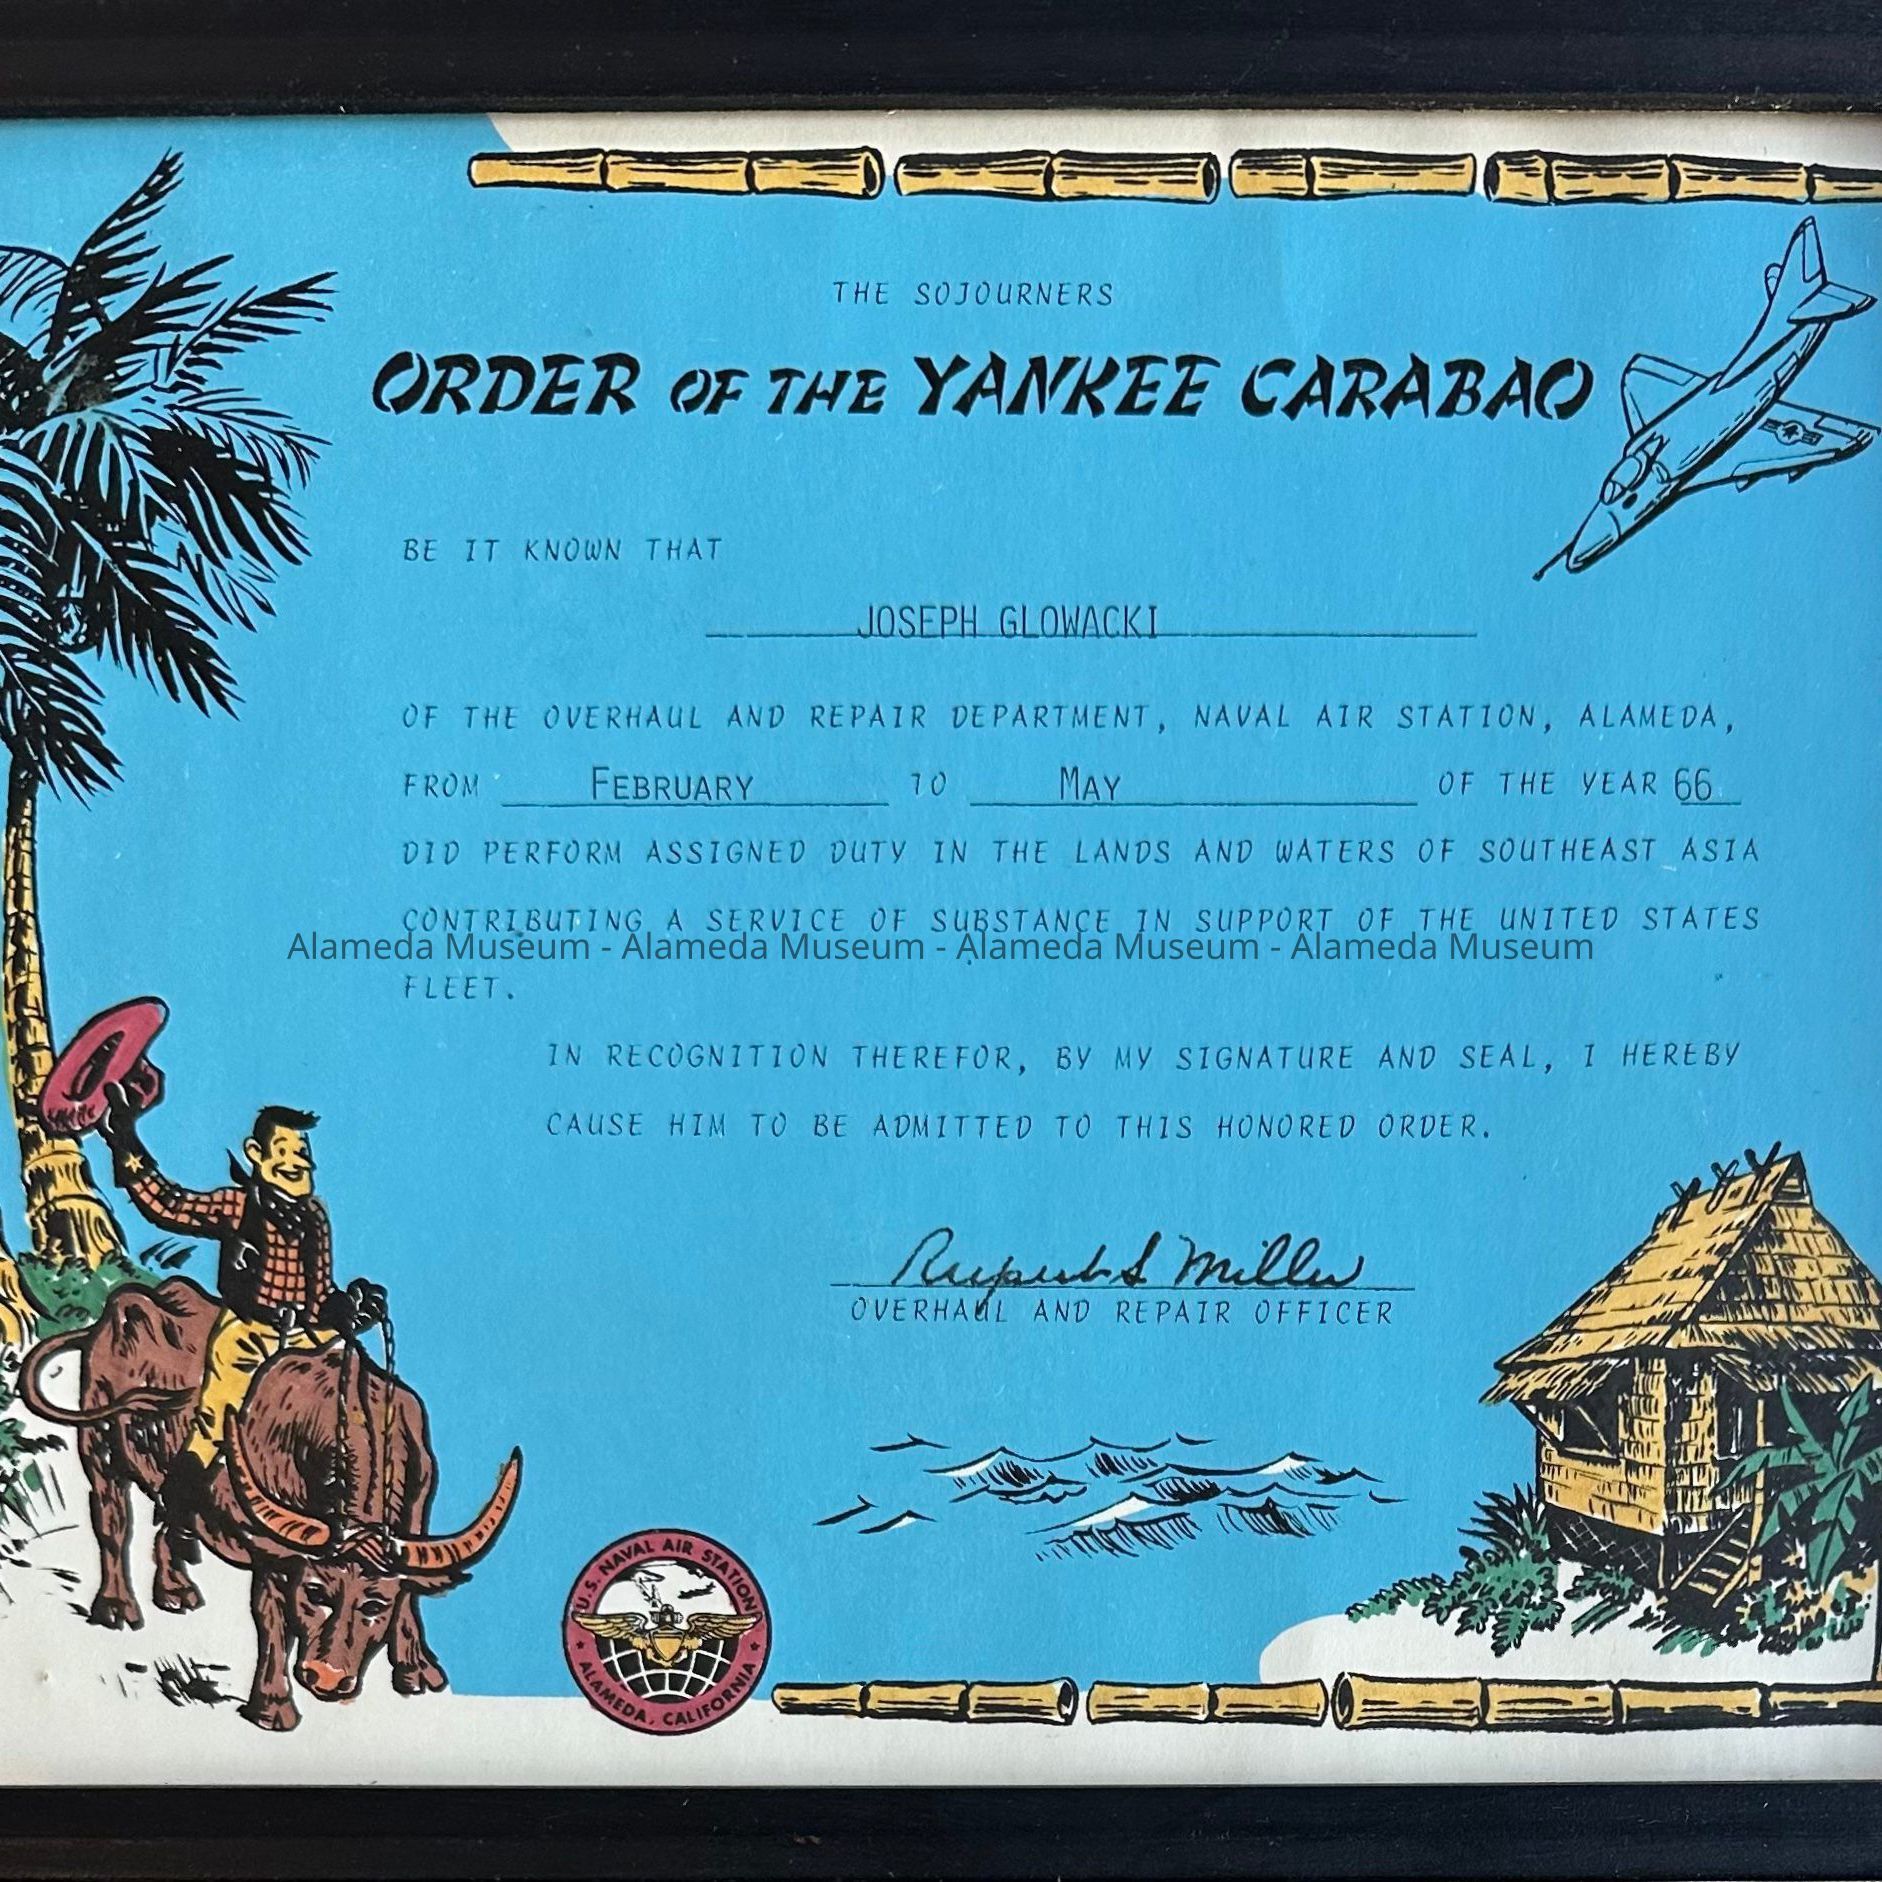 THE SOJOURNERS
ORDER OF THE YANKEE CARABAO
BE IT KNOWN THAT
JOSEPH GLOWACKI
OF THE OVERHAUL AND REPAIR DEPARTMENT, NAVAL AIR STATION, ALAMEDA,
FROM FEBRUARY TO MAY OF THE YEAR 66
DID PERFORM ASSIGNED DUTY IN THE LANDS AND WATERS OF SOUTHEAST ASIA
CONTRIBUTING A SERVICE OF SUBSTANCE IN SUPPORT OF THE UNITED STATES
Alameda Museum - Alameda Museum - Alameda Museum - Alameda Museum
FLEET.
IN RECOGNITION THEREFOR, BY MY SIGNATURE AND SEAL, I HEREBY
CAUSE HIM TO BE ADMITTED TO THIS HONORED ORDER.
S Miller
OVERHAUL AND REPAIR OFFICER
U.S. NAVAL AIR STATION
ALAMEDA, CALIFORNIA